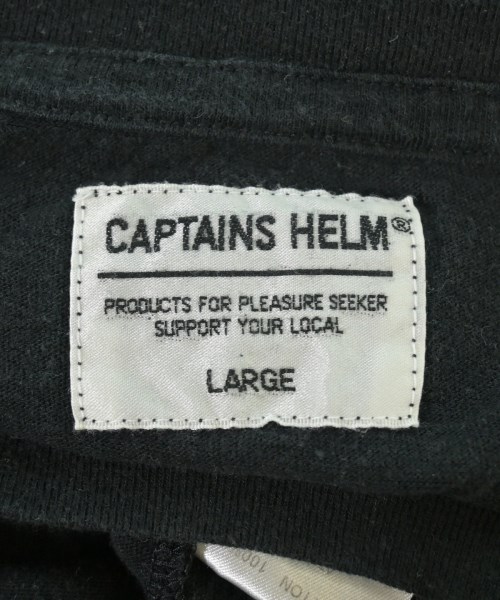 CAPTAINS HELM®
PRODUCTS FOR PLEASURE SEEKER
SUPPORT YOUR LOCAL
LARGE